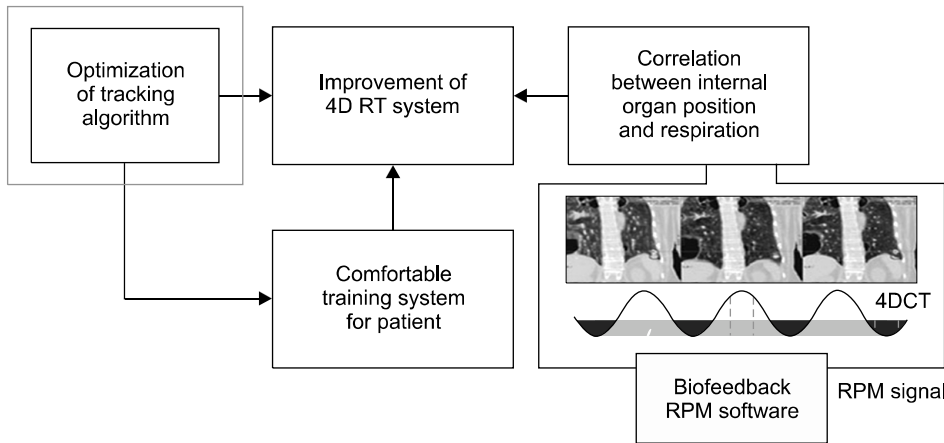 Optimization
of tracking
algorithm
Improvement of
4D RT system
Correlation
between internal
organ position
and respiration
Comfortable
training system
for patient
4DCT
Biofeedback
RPM software
RPM signal